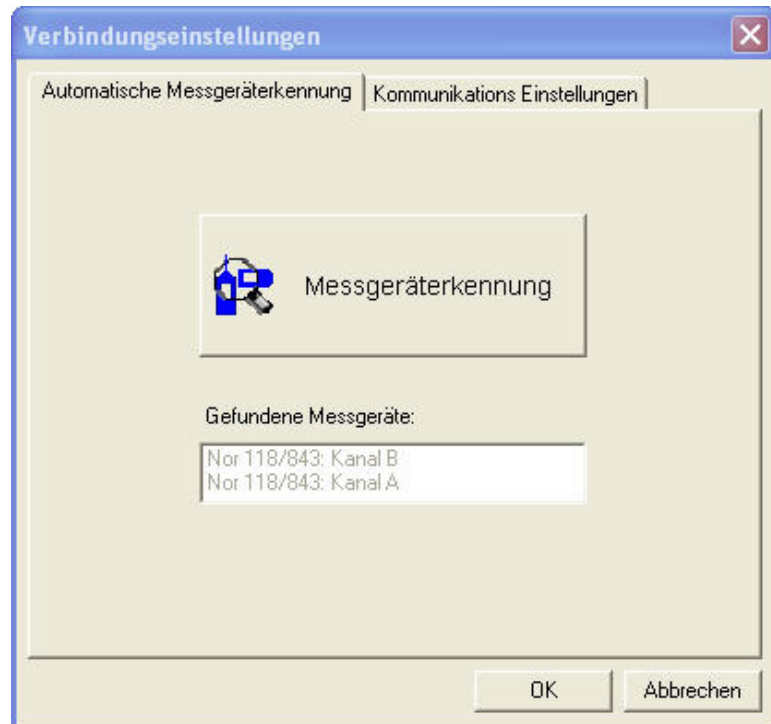 Verbindungseinstellungen
Automatische Messgeräterkennung
Kommunikations Einstellungen
Messgeräterkennung
Gefundene Messgeräte:
Nor 118/843: Kanal B
Nor 118/843: Kanal A
OK
Abbrechen